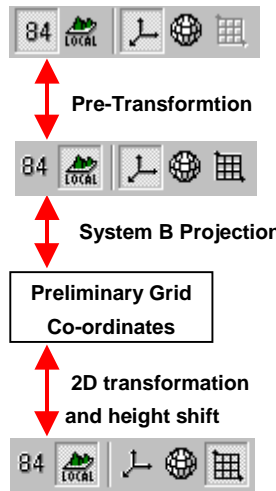 84 LOCAL
Pre-Transformtion
84 LOCAL
System B Projection
Preliminary Grid
Co-ordinates
2D transformation
and height shift
84 LOCAL